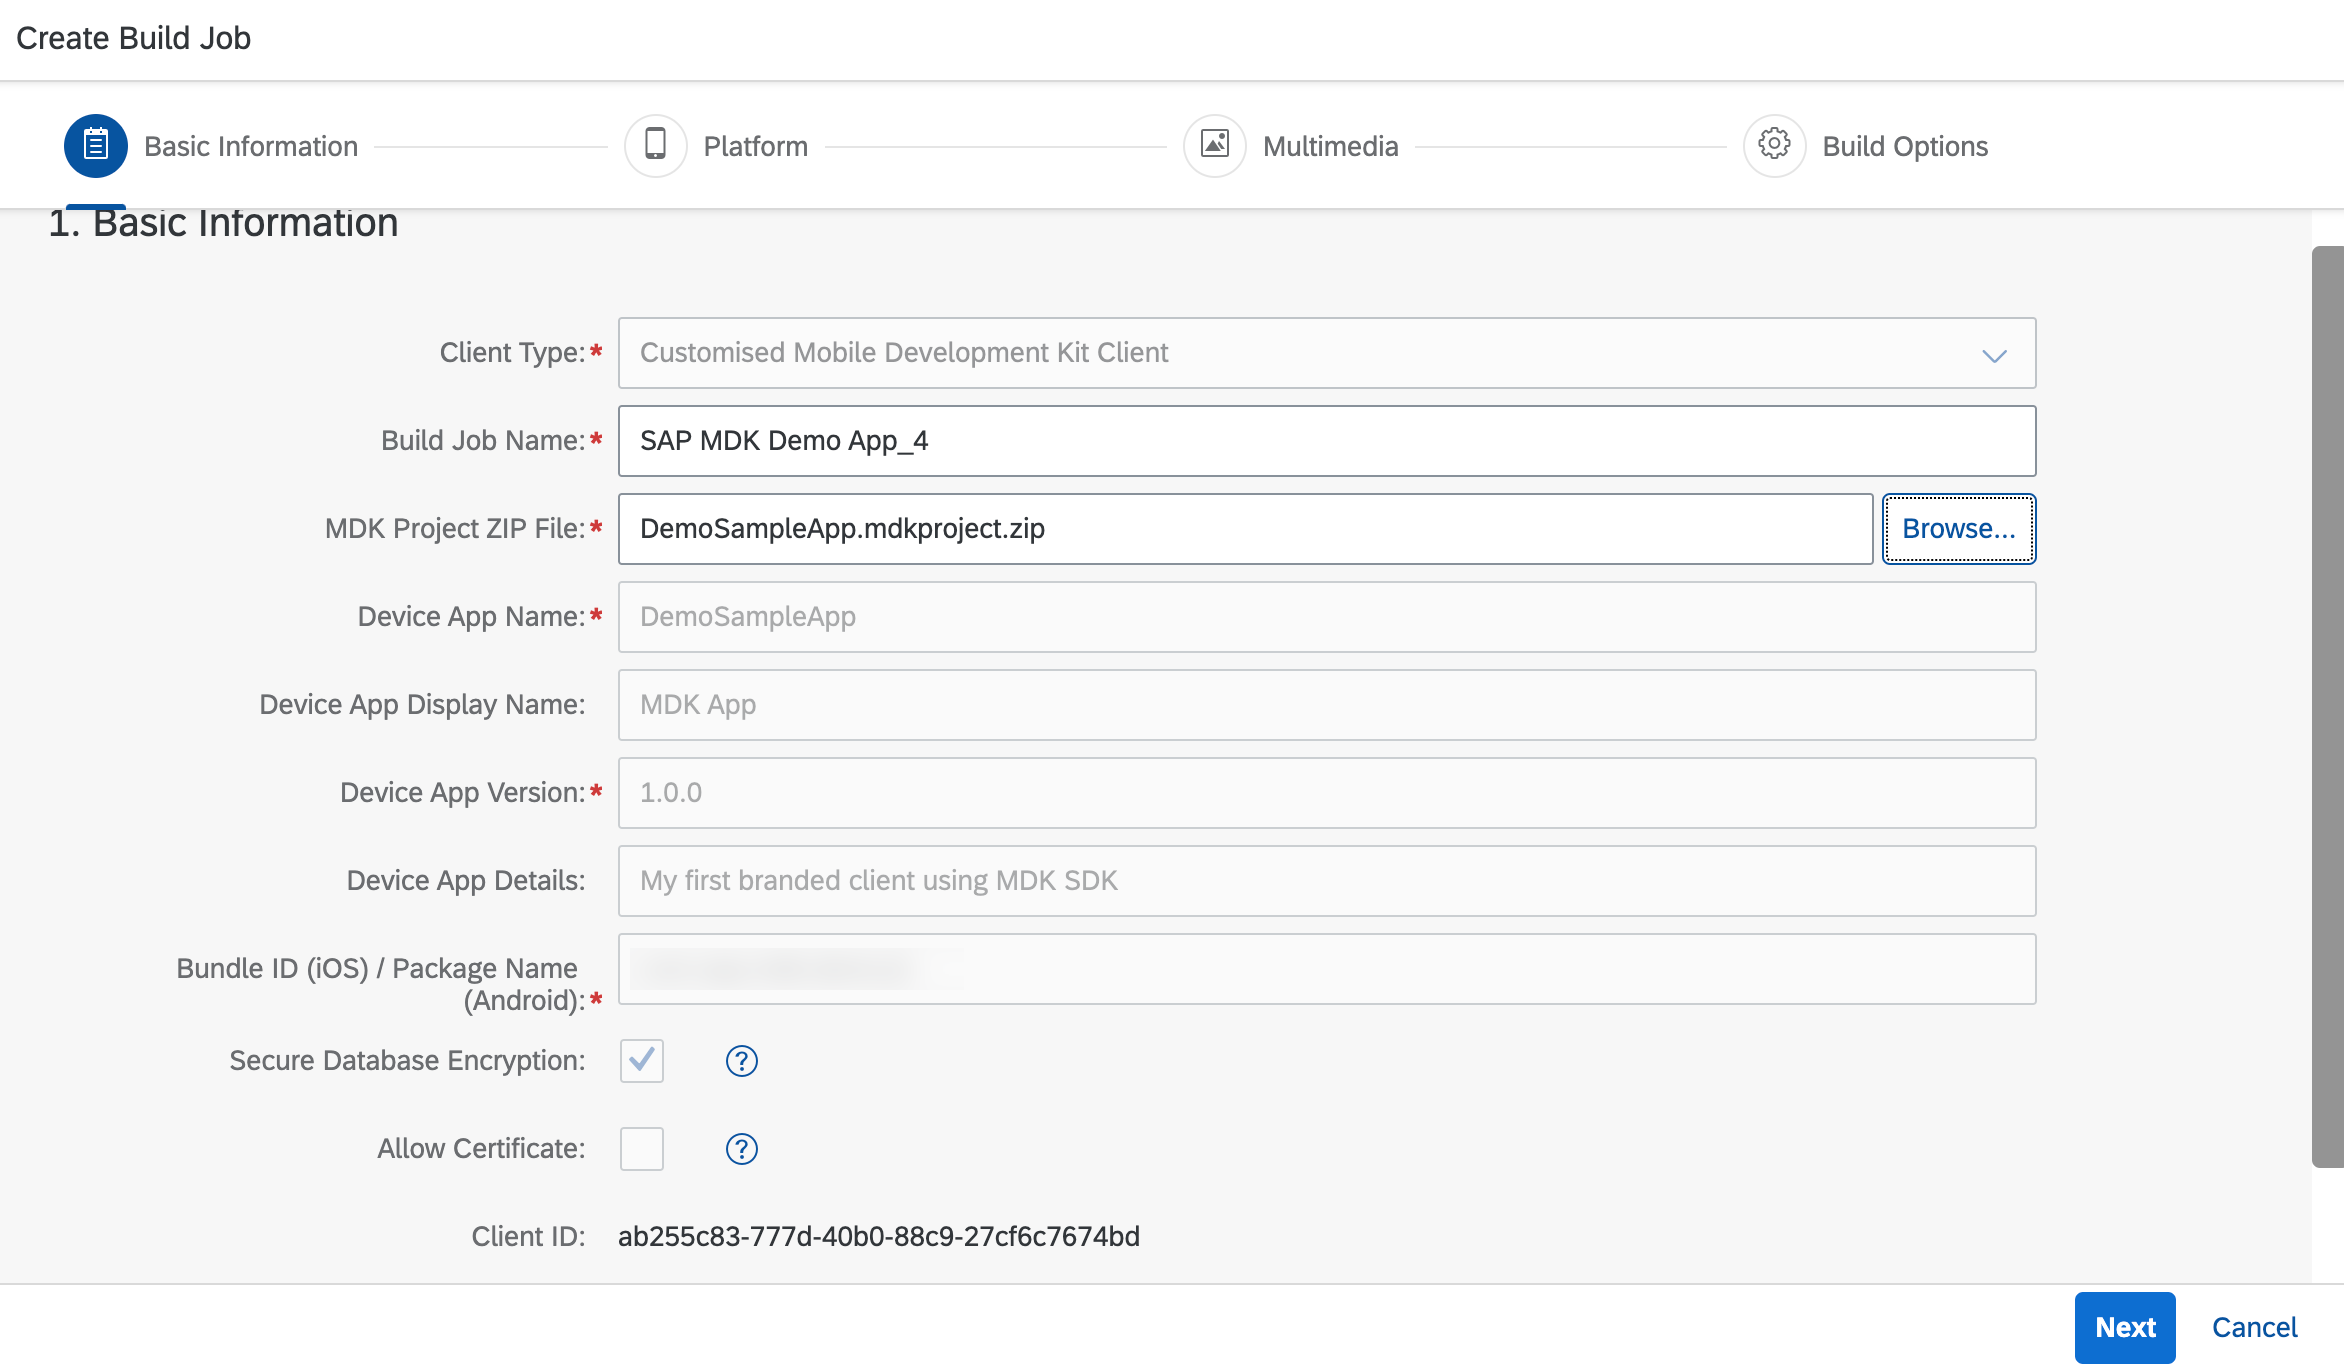 Create Build Job
Basic Information
Platform
Multimedia
Build Options
1. Basic Information
Client Type:*
Customised Mobile Development Kit Client
Build Job Name:*
SAP MDK Demo App_4
MDK Project ZIP File:*
DemoSampleApp.mdkproject.zip
Browse...
Device App Name:*
DemoSampleApp
Device App Display Name:
MDK App
Device App Version:*
1.0.0
Device App Details:
My first branded client using MDK SDK
Bundle ID (iOS) / Package Name
(Android):*
Secure Database Encryption:
?
Allow Certificate:
?
Client ID:
ab255c83-777d-40b0-88c9-27cf6c7674bd
Next
Cancel